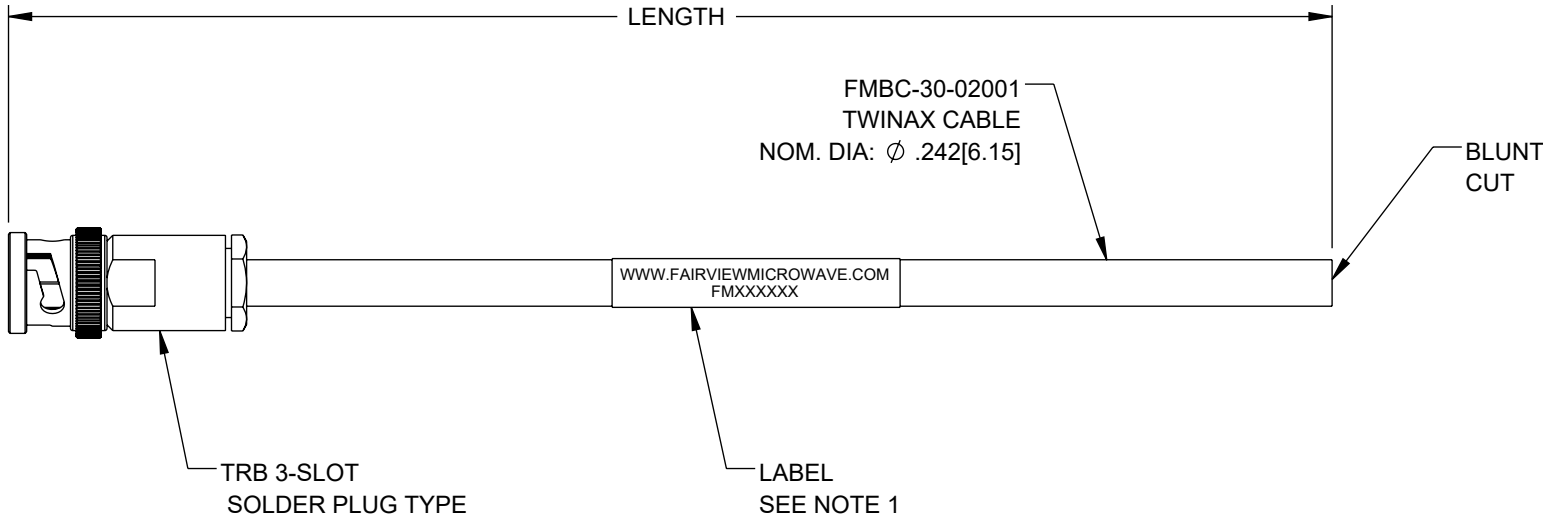 LENGTH
FMBC-30-02001
TWINAX CABLE
NOM. DIA: ∅ .242[6.15]
BLUNT
CUT
WWW.FAIRVIEWMICROWAVE.COM
FMXXXXXX
TRB 3-SLOT
SOLDER PLUG TYPE
LABEL
SEE NOTE 1